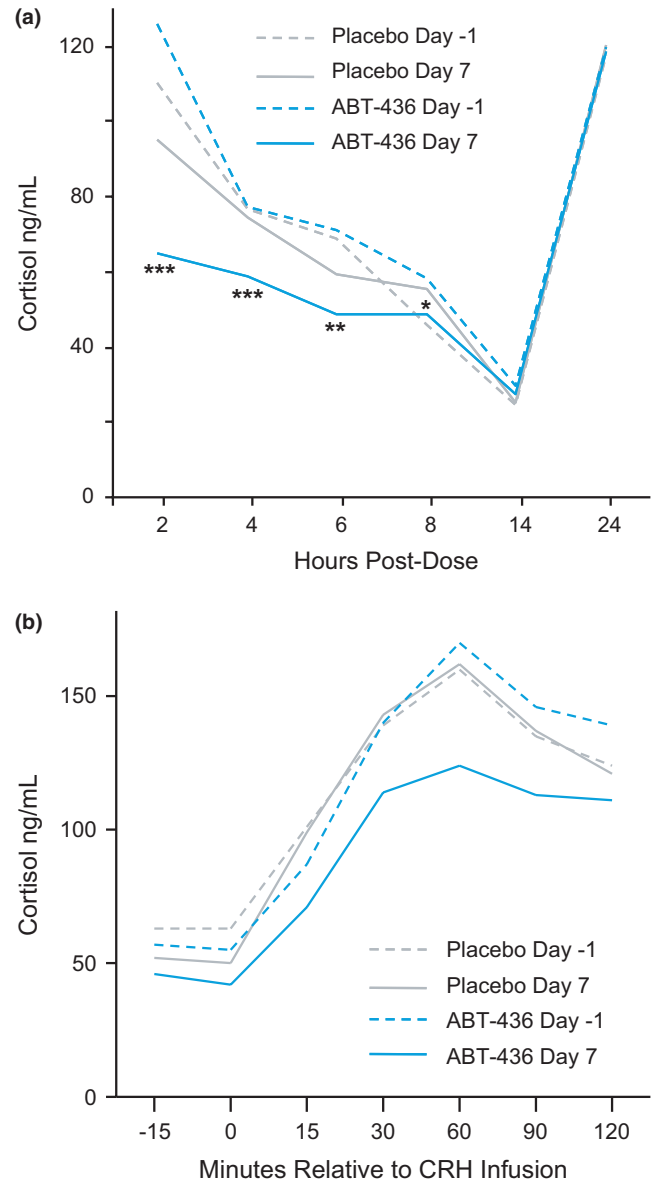 (a)
120
80
40
0
Cortisol ng/mL
Placebo Day -1
Placebo Day 7
ABT-436 Day -1
ABT-436 Day 7
***
***
**
*
2 4 6 8 14 24
Hours Post-Dose
(b)
150
100
50
0
Cortisol ng/mL
Placebo Day -1
Placebo Day 7
ABT-436 Day -1
ABT-436 Day 7
-15 0 15 30 60 90 120
Minutes Relative to CRH Infusion